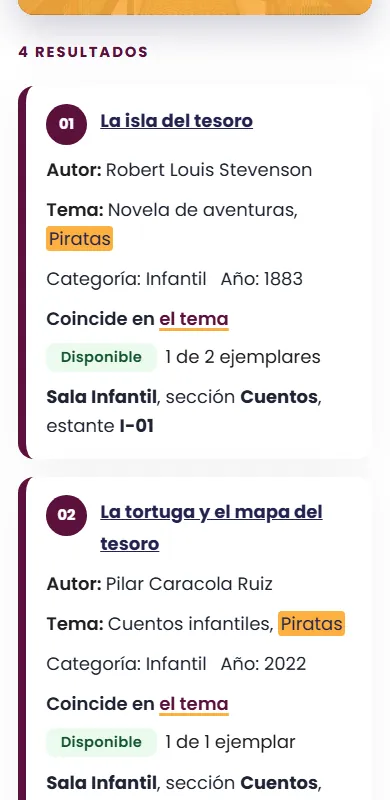 4 RESULTADOS
01
La isla del tesoro
Autor: Robert Louis Stevenson
Tema: Novela de aventuras,
Piratas
Categoría: Infantil Año: 1883
Coincide en el tema
Disponible 1 de 2 ejemplares
Sala Infantil, sección Cuentos,
estante I-01
02
La tortuga y el mapa del
tesoro
Autor: Pilar Caracola Ruiz
Tema: Cuentos infantiles, Piratas
Categoría: Infantil Año: 2022
Coincide en el tema
Disponible 1 de 1 ejemplar
Sala Infantil, sección Cuentos,